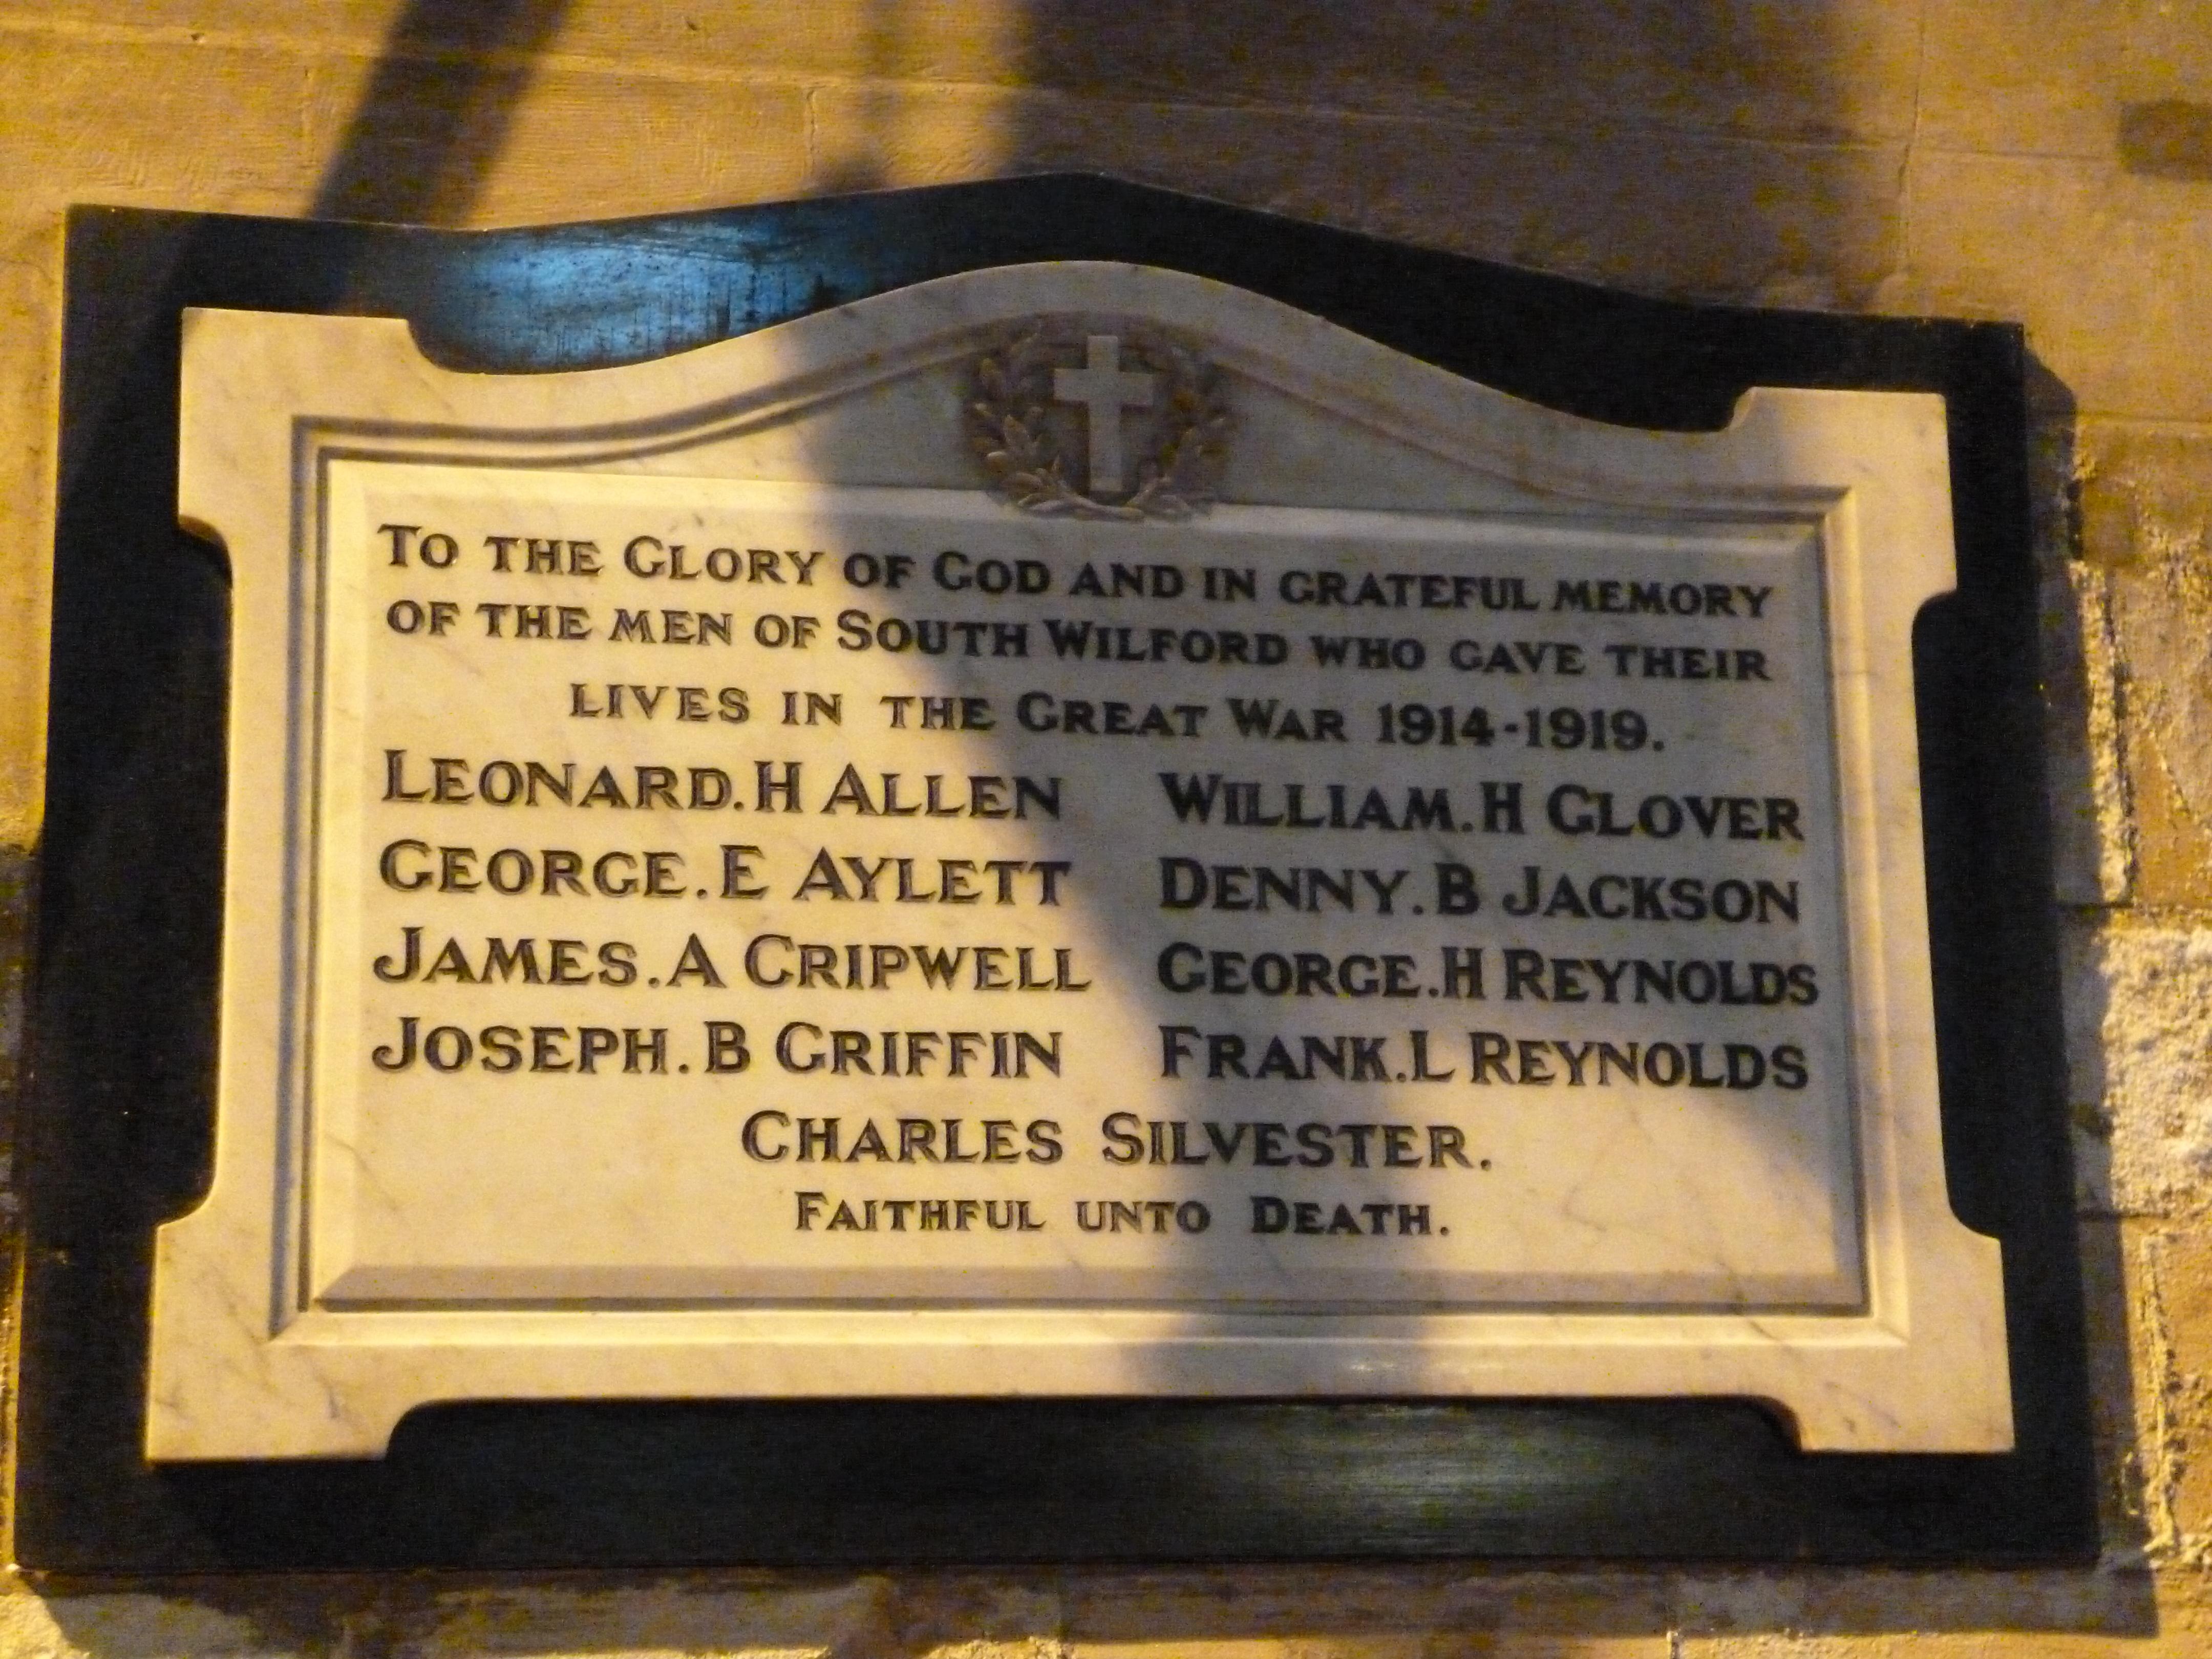 To the Glory of God and in grateful memory
of the men of South Wilford who gave their
lives in the Great War 1914-1919.
Leonard.H Allen William.H Glover
George.E Aylett Denny.B Jackson
James.A Cripwell George.H Reynolds
Joseph.B Griffin Frank.L Reynolds
Charles Silvester.
Faithful unto Death.